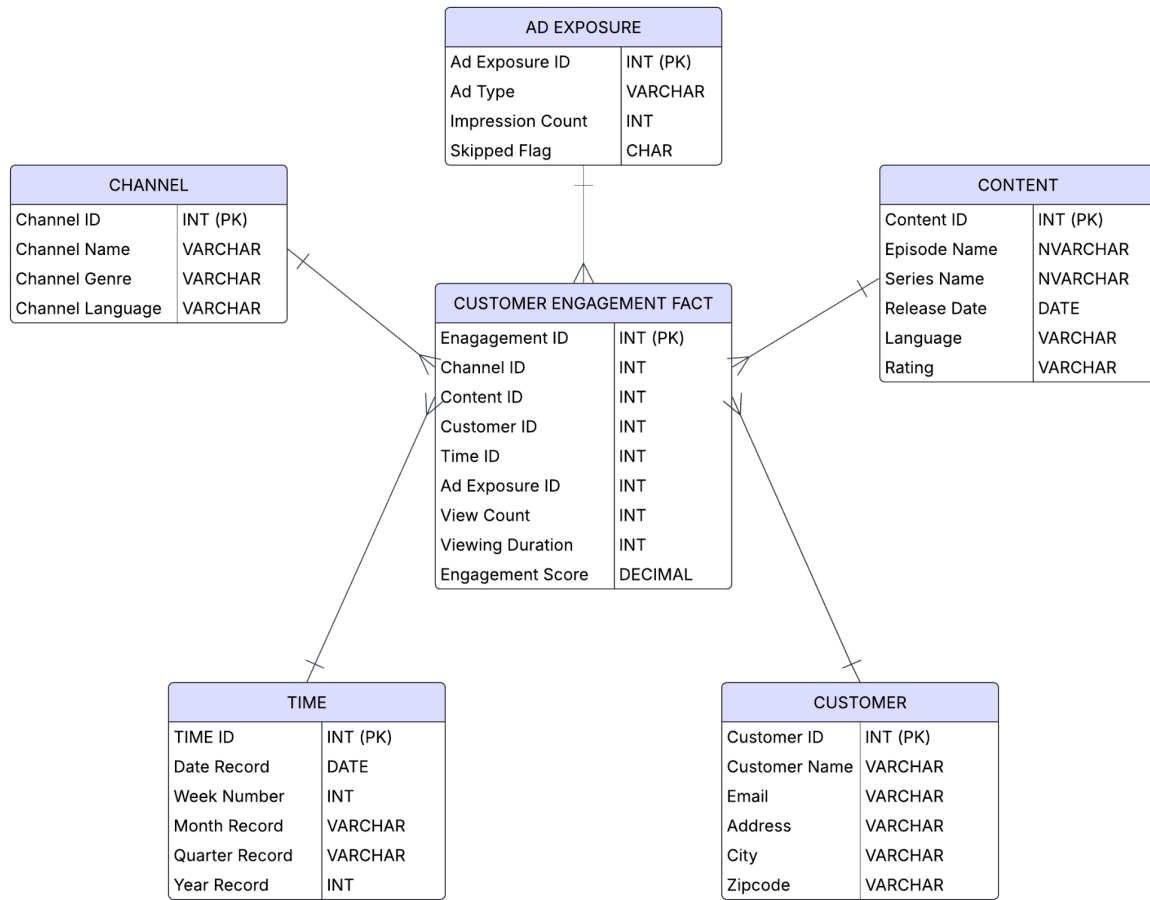 AD EXPOSURE
Ad Exposure ID INT (PK)
Ad Type VARCHAR
Impression Count INT
Skipped Flag CHAR
CHANNEL
Channel ID INT (PK)
Channel Name VARCHAR
Channel Genre VARCHAR
Channel Language VARCHAR
CONTENT
Content ID INT (PK)
Episode Name NVARCHAR
Series Name NVARCHAR
Release Date DATE
Language VARCHAR
Rating VARCHAR
CUSTOMER ENGAGEMENT FACT
Enagagement ID INT (PK)
Channel ID INT
Content ID INT
Customer ID INT
Time ID INT
Ad Exposure ID INT
View Count INT
Viewing Duration INT
Engagement Score DECIMAL
TIME
TIME ID INT (PK)
Date Record DATE
Week Number INT
Month Record VARCHAR
Quarter Record VARCHAR
Year Record INT
CUSTOMER
Customer ID INT (PK)
Customer Name VARCHAR
Email VARCHAR
Address VARCHAR
City VARCHAR
Zipcode VARCHAR